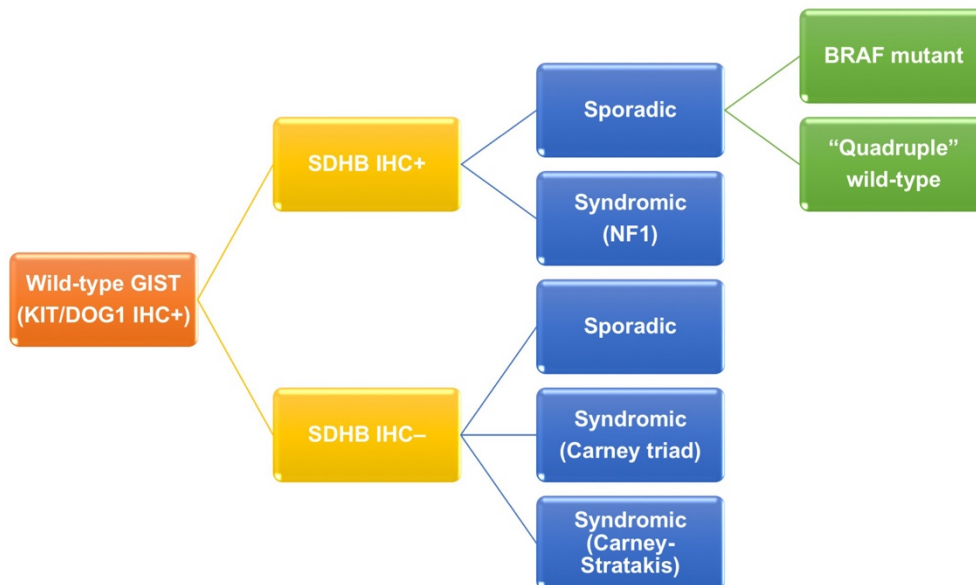 BRAF mutant
Sporadic
SDHB IHC+
“Quadruple”
wild-type
Syndromic
(NF1)
Wild-type GIST
(KIT/DOG1 IHC+)
Sporadic
SDHB IHC–
Syndromic
(Carney triad)
Syndromic
(Carney-
Stratakis)